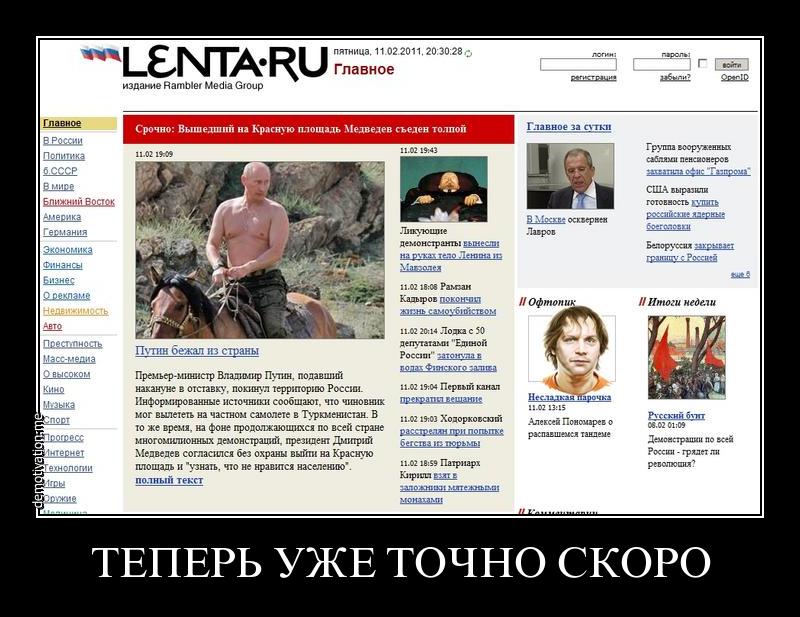 LENTA·RU
издание Rambler Media Group
пятница, 11.02.2011, 20:30:28
Главное
логин:
пароль:
войти
регистрация
забыли?
OpenID
Главное
В России
Политика
б.СССР
В мире
Ближний Восток
Америка
Германия
Экономика
Финансы
Бизнес
О рекламе
Недвижимость
Авто
Преступность
Масс-медиа
О высоком
Кино
Музыка
Спорт
Прогресс
Интернет
Технологии
Игры
Оружие
Медицина
Срочно: Вышедший на Красную площадь Медведев съеден толпой
11.02 19:09
Путин бежал из страны
Премьер-министр Владимир Путин, подавший
накануне в отставку, покинул территорию России.
Информированные источники сообщают, что чиновник
мог вылететь на частном самолете в Туркменистан. В
то же время, на фоне продолжающихся по всей стране
многомилионных демонстраций, президент Дмитрий
Медведев согласился без охраны выйти на Красную
площадь и "узнать, что не нравится населению".
полный текст
11.02 19:43
Ликующие
демонстранты вынесли
на руках тело Ленина из
Мавзолея
11.02 18:08 Рамзан
Кадыров покончил
жизнь самоубийством
11.02 20:14 Лодка с 50
депутатами "Единой
России" затонула в
водах Финского залива
11.02 19:04 Первый канал
прекратил вещание
11.02 19:03 Ходорковский
расстрелян при попытке
бегства из тюрьмы
11.02 18:59 Патриарх
Кирилл взят в
заложники мятежными
монахами
Главное за сутки
В Москве осквернен
Лавров
Группа вооруженных
саблями пенсионеров
захватила офис "Газпрома"
США выразили
готовность купить
российские ядерные
боеголовки
Белоруссия закрывает
границу с Россией
еще 6
// Офтопик
Несладкая парочка
11.02 13:15
Алексей Пономарев о
распавшемся тандеме
// Итоги недели
Русский бунт
08.02 01:09
Демонстрации по всей
России - грядет ли
революция?
// Комментарии
demotivation.me
ТЕПЕРЬ УЖЕ ТОЧНО СКОРО